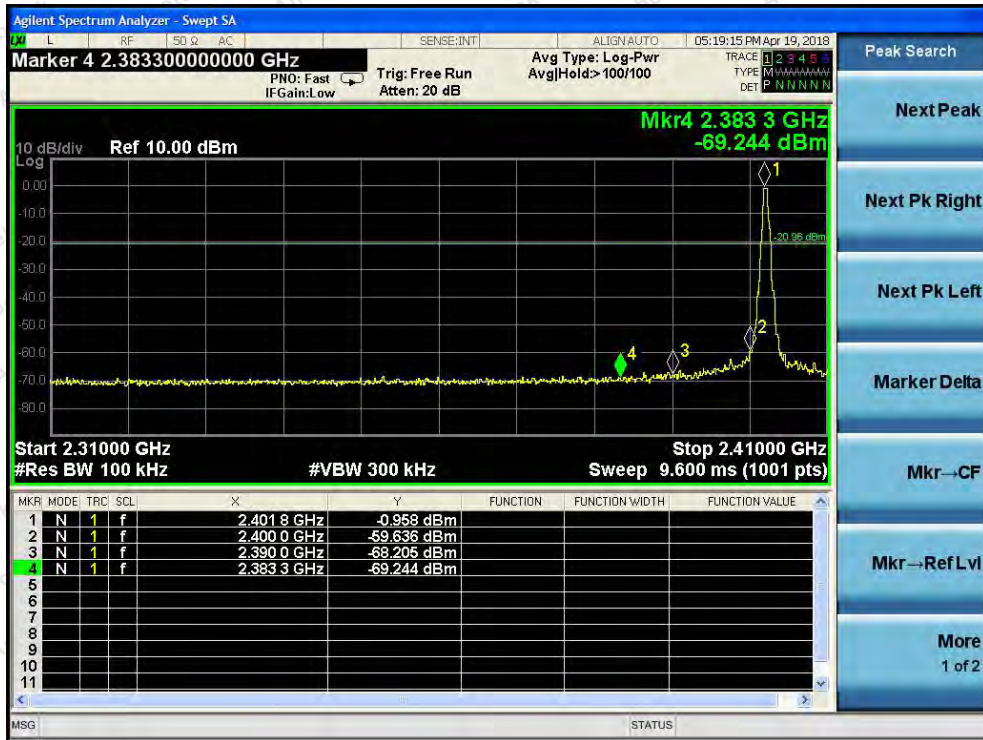 Agilent Spectrum Analyzer - Swept SA
LXI L RF 50 Ω AC SENSE:INT ALIGN AUTO 05:19:15 PM Apr 19, 2018
Marker 4 2.383300000000 GHz
PNO: Fast
IFGain:Low
Trig: Free Run
Atten: 20 dB
Avg Type: Log-Pwr
Avg|Hold:>100/100
TRACE 1 2 3 4 5 6
TYPE M
DET P N N N N N
Mkr4 2.383 3 GHz
-69.244 dBm
10 dB/div Ref 10.00 dBm
Log
0.00
-10.0
-20.0
-30.0
-40.0
-50.0
-60.0
-70.0
-80.0
1
-20.96 dBm
2
3
4
Start 2.31000 GHz Stop 2.41000 GHz
#Res BW 100 kHz #VBW 300 kHz Sweep 9.600 ms (1001 pts)
MKR MODE TRC SCL X Y FUNCTION FUNCTION WIDTH FUNCTION VALUE
1 N 1 f 2.401 8 GHz -0.958 dBm
2 N 1 f 2.400 0 GHz -59.636 dBm
3 N 1 f 2.390 0 GHz -68.205 dBm
4 N 1 f 2.383 3 GHz -69.244 dBm
5
6
7
8
9
10
11
MSG STATUS
Peak Search
Next Peak
Next Pk Right
Next Pk Left
Marker Delta
Mkr→CF
Mkr→Ref Lvl
More
1 of 2